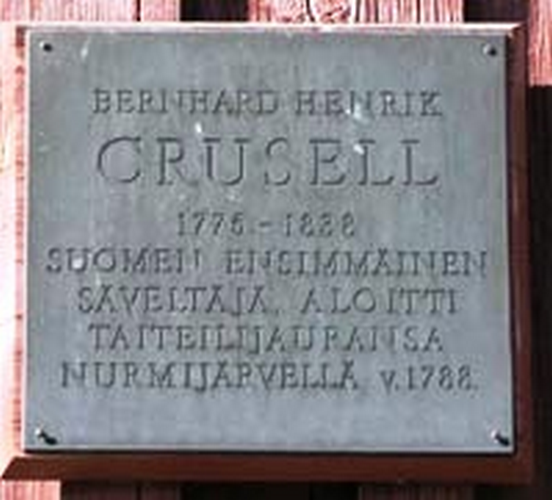 BERNHARD HENRIK
CRUSELL
1775-1838
SUOMEN ENSIMMÄINEN
SÄVELTÄJÄ, ALOITTI
TAITEILIJAURANSA
NURMIJÄRVELLÄ v.1788.